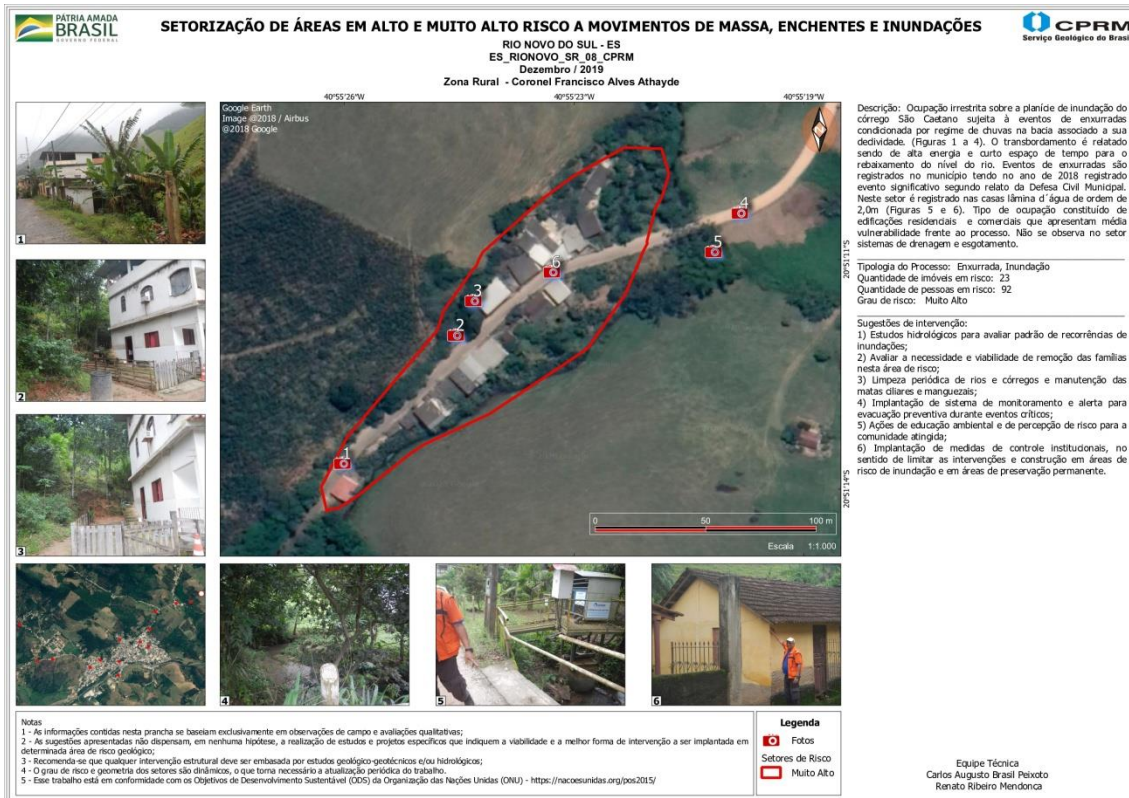 PÁTRIA AMADA
BRASIL
GOVERNO FEDERAL
SETORIZAÇÃO DE ÁREAS EM ALTO E MUITO ALTO RISCO A MOVIMENTOS DE MASSA, ENCHENTES E INUNDAÇÕES
RIO NOVO DO SUL - ES
ES_RIONOVO_SR_08_CPRM
Dezembro / 2019
Zona Rural - Coronel Francisco Alves Athayde
CPRM
Serviço Geológico do Brasil
40°55'26"W
40°55'23"W
40°55'19"W
Google Earth
Image ©2018 / Airbus
@2018 Google
1
2
3
4
5
6
20°51'11"S
20°51'14"S
0
50
100 m
Escala 1:1.000
1
2
3
4
5
6
Descrição: Ocupação irrestrita sobre a planície de inundação do
córrego São Caetano sujeita à eventos de enxurradas
condicionada por regime de chuvas na bacia associado a sua
declividade. (Figuras 1 a 4). O transbordamento é relatado
sendo de alta energia e curto espaço de tempo para o
rebaixamento do nível do rio. Eventos de enxurradas são
registrados no município tendo no ano de 2018 registrado
evento significativo segundo relato da Defesa Civil Municipal.
Neste setor é registrado nas casas lâmina d´água de ordem de
2,0m (Figuras 5 e 6). Tipo de ocupação constituído de
edificações residenciais e comerciais que apresentam média
vulnerabilidade frente ao processo. Não se observa no setor
sistemas de drenagem e esgotamento.
Tipologia do Processo: Enxurrada, Inundação
Quantidade de imóveis em risco: 23
Quantidade de pessoas em risco: 92
Grau de risco: Muito Alto
Sugestões de intervenção:
1) Estudos hidrológicos para avaliar padrão de recorrências de
inundações;
2) Avaliar a necessidade e viabilidade de remoção das famílias
nesta área de risco;
3) Limpeza periódica de rios e córregos e manutenção das
matas ciliares e manguezais;
4) Implantação de sistema de monitoramento e alerta para
evacuação preventiva durante eventos críticos;
5) Ações de educação ambiental e de percepção de risco para a
comunidade atingida;
6) Implantação de medidas de controle institucionais, no
sentido de limitar as intervenções e construção em áreas de
risco de inundação e em áreas de preservação permanente.
Notas
1 - As informações contidas nesta prancha se baseiam exclusivamente em observações de campo e avaliações qualitativas;
2 - As sugestões apresentadas não dispensam, em nenhuma hipótese, a realização de estudos e projetos específicos que indiquem a viabilidade e a melhor forma de intervenção a ser implantada em
determinada área de risco geológico;
3 - Recomenda-se que qualquer intervenção estrutural deve ser embasada por estudos geológico-geotécnicos e/ou hidrológicos;
4 - O grau de risco e geometria dos setores são dinâmicos, o que torna necessário a atualização periódica do trabalho.
5 - Esse trabalho está em conformidade com os Objetivos de Desenvolvimento Sustentável (ODS) da Organização das Nações Unidas (ONU) - https://nacoesunidas.org/pos2015/
Legenda
Fotos
Setores de Risco
Muito Alto
Equipe Técnica
Carlos Augusto Brasil Peixoto
Renato Ribeiro Mendonca